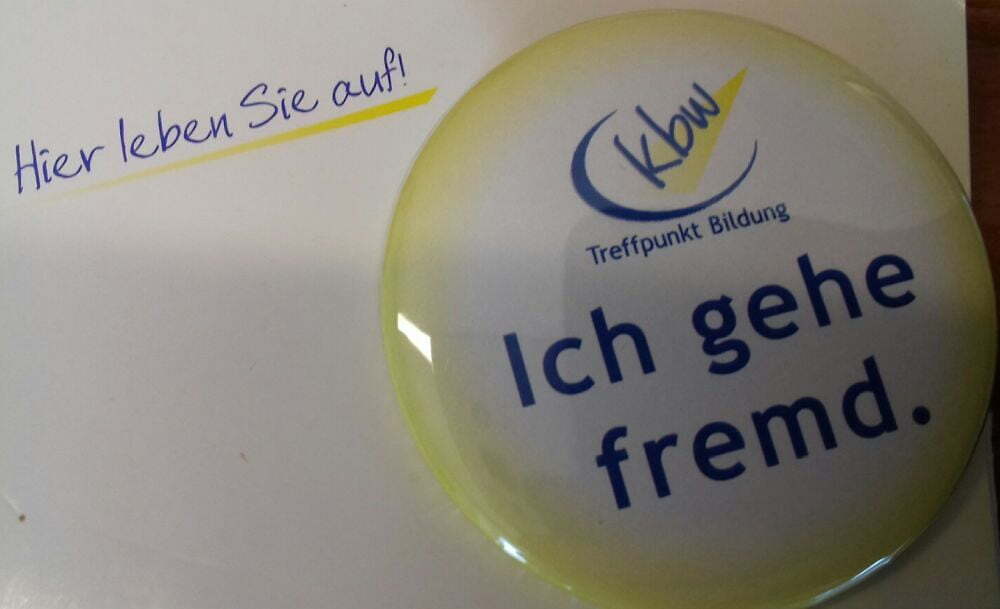 Hier leben Sie auf!
kbw
Treffpunkt Bildung
Ich gehe
fremd.